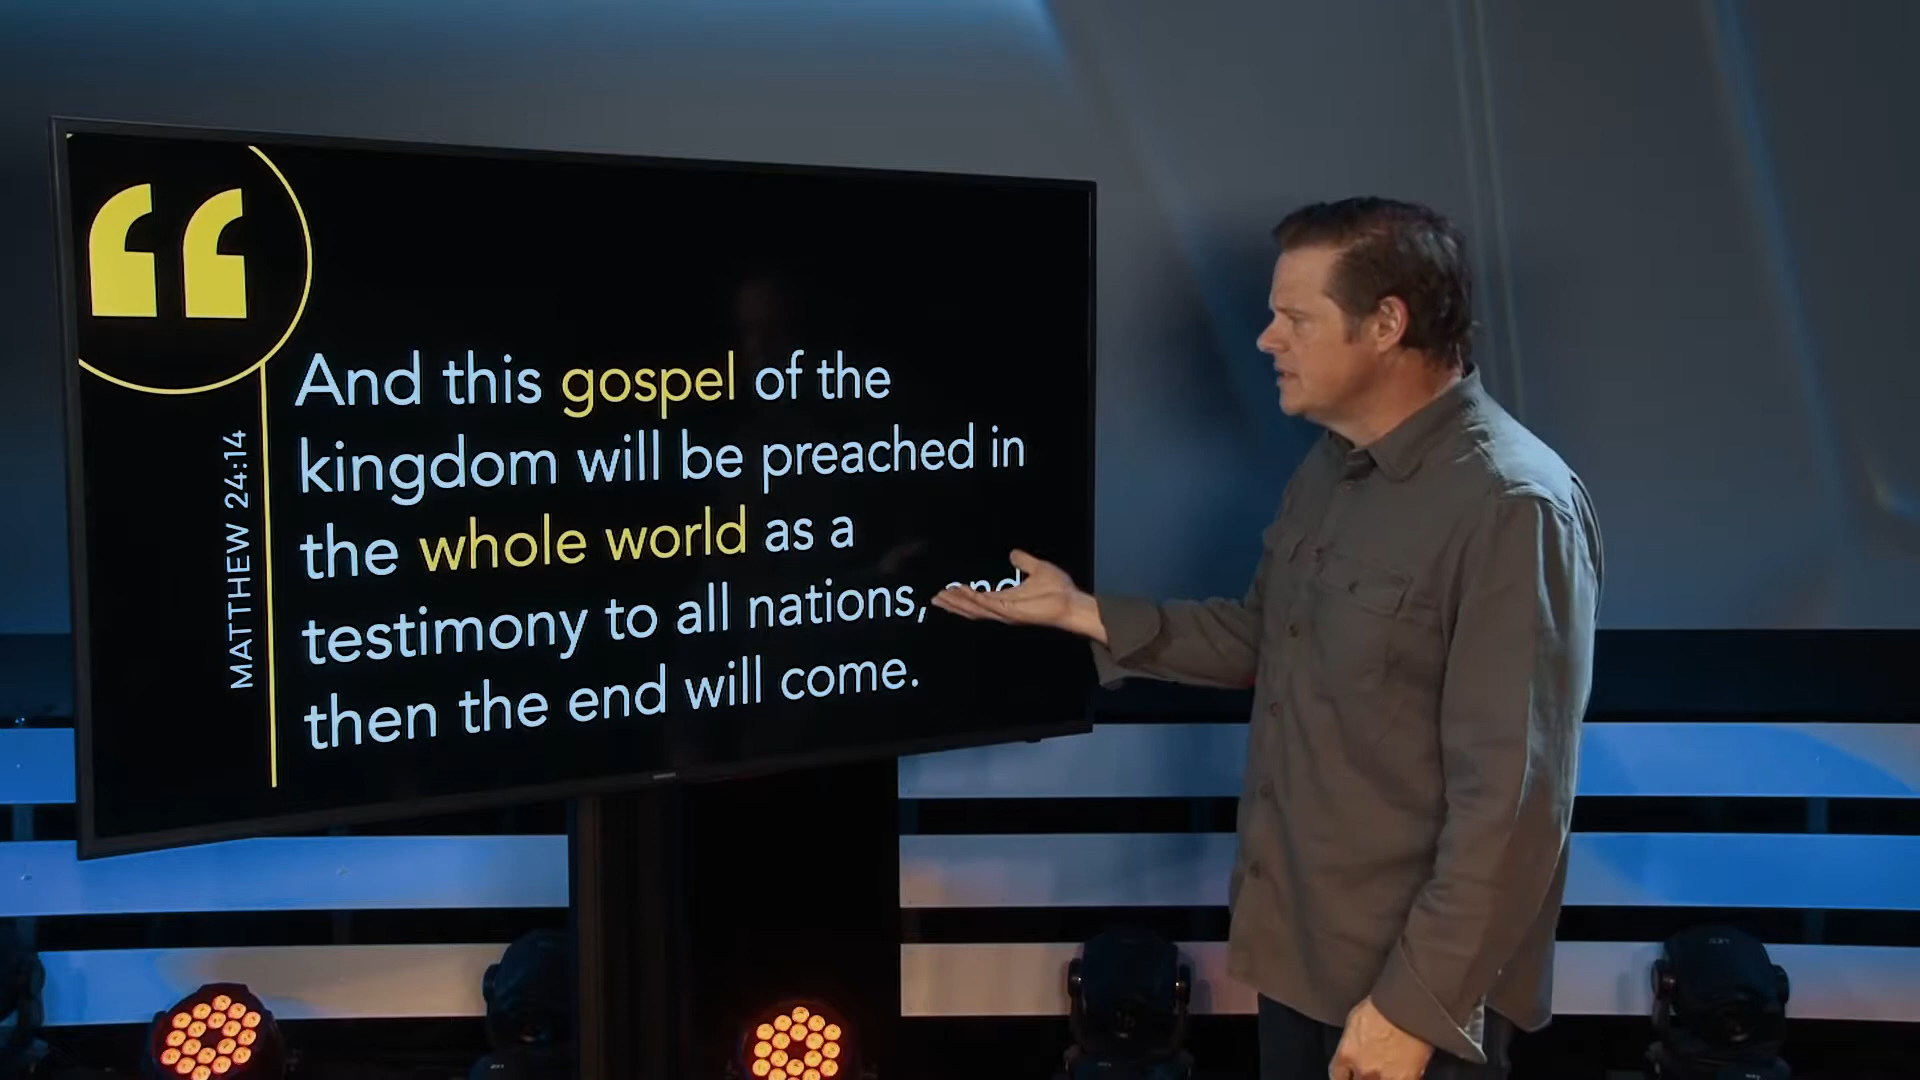 MATTHEW 24:14
And this gospel of the
kingdom will be preached in
the whole world as a
testimony to all nations, and
then the end will come.